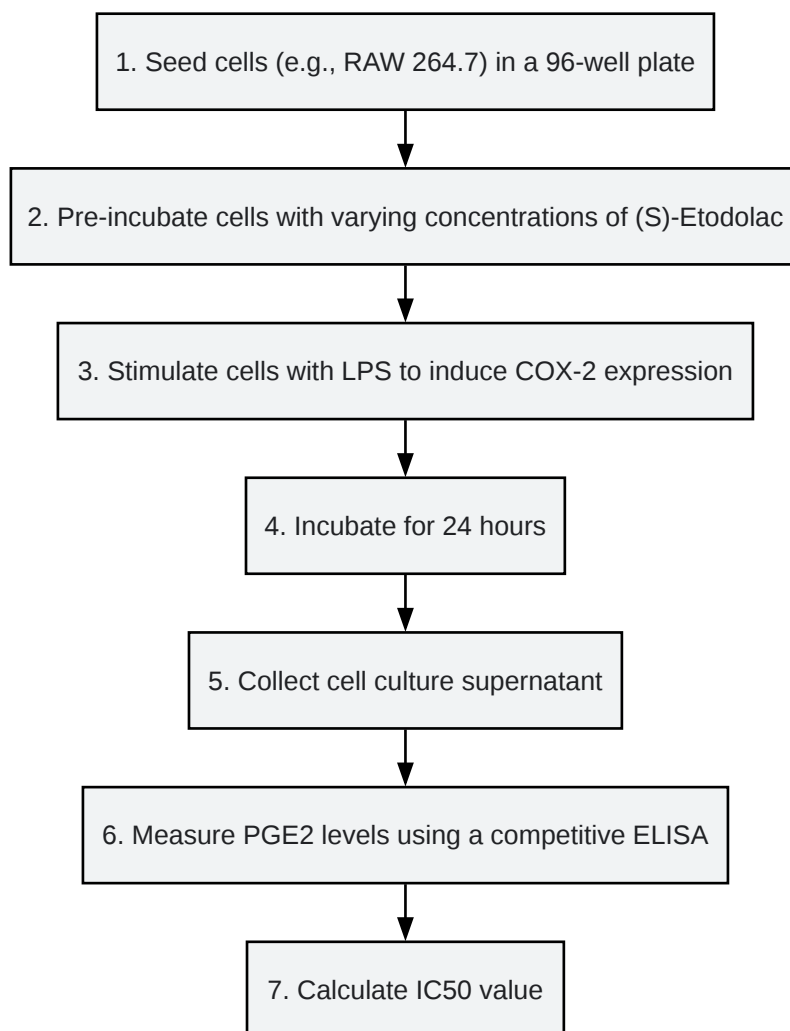 1. Seed cells (e.g., RAW 264.7) in a 96-well plate
2. Pre-incubate cells with varying concentrations of (S)-Etodolac
3. Stimulate cells with LPS to induce COX-2 expression
4. Incubate for 24 hours
5. Collect cell culture supernatant
6. Measure PGE2 levels using a competitive ELISA
7. Calculate IC50 value